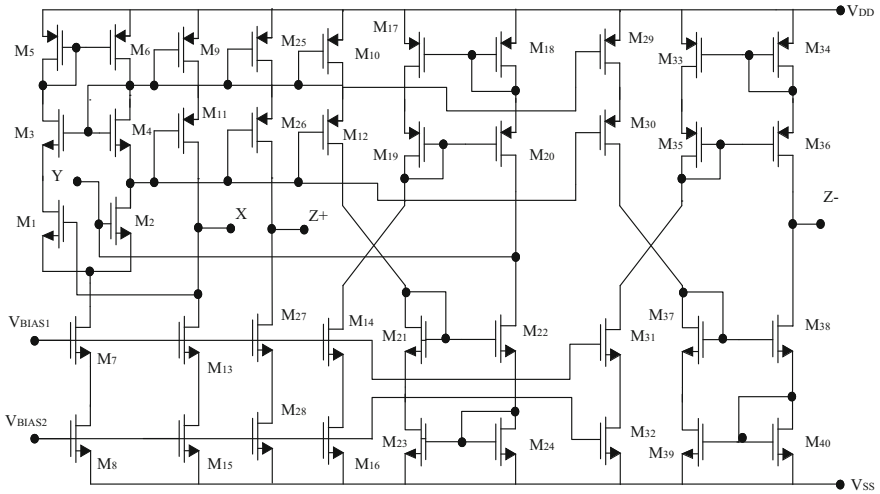 M17 M29 VDD
M5 M6 M9 M25 M10 M18 M33 M34
M3 M4 M11 M26 M12 M19 M20 M30 M35 M36
Y
M1 M2 X Z+ Z-
VBIAS1 M7 M13 M27 M14 M21 M22 M31 M37 M38
VBIAS2 M8 M15 M28 M16 M23 M24 M32 M39 M40
VSS